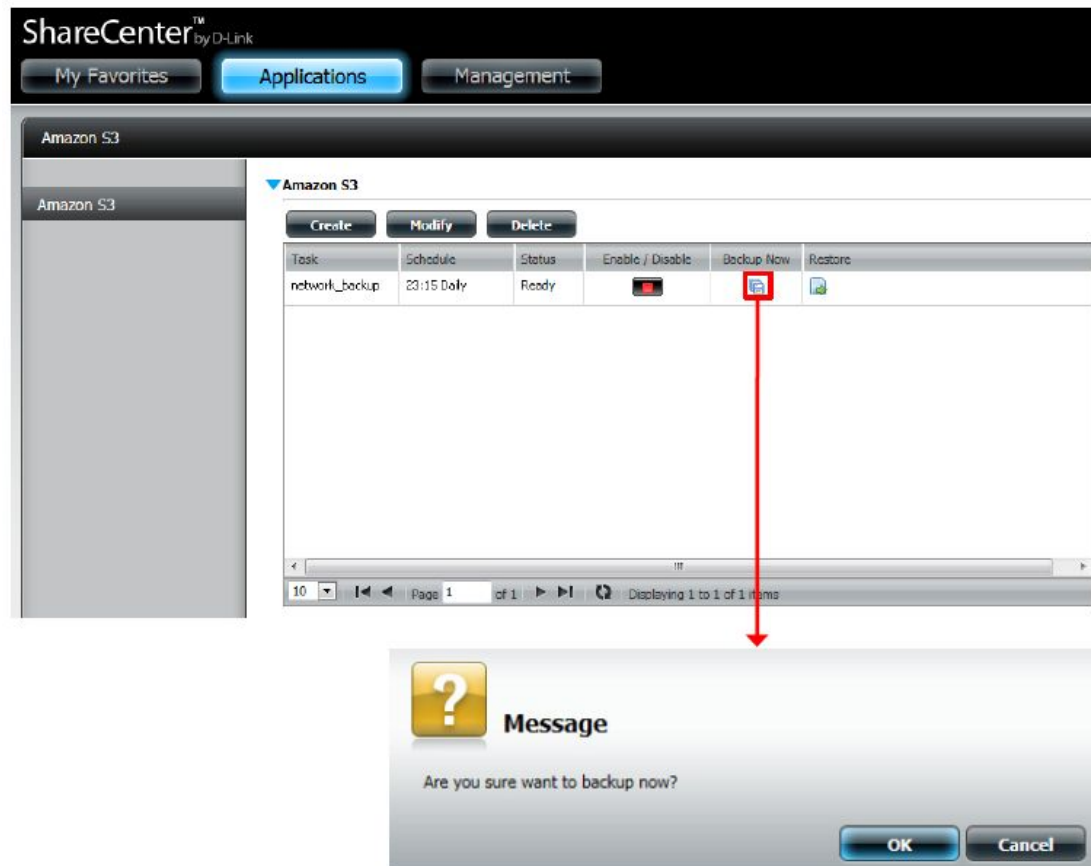 ShareCenter™ by D-Link
My Favorites Applications Management
Amazon S3
Amazon S3
Amazon S3
Create Modify Delete
Task Schedule Status Enable / Disable Backup Now Restore
network_backup 23:15 Daily Ready
10 Page 1 of 1 Displaying 1 to 1 of 1 items
?
Message
Are you sure want to backup now?
OK Cancel